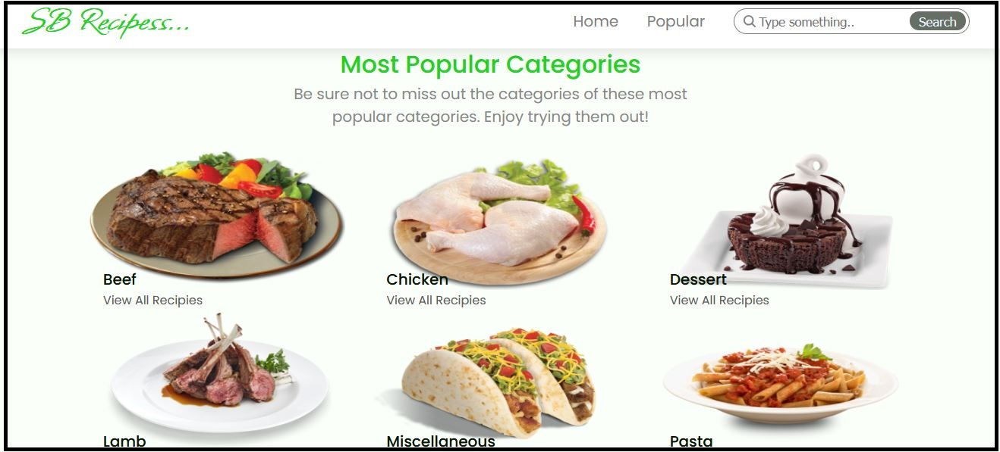 SB Recipess...
Home
Popular
Type something..
Search
Most Popular Categories
Be sure not to miss out the categories of these most
popular categories. Enjoy trying them out!
Beef
View All Recipies
Chicken
View All Recipies
Dessert
View All Recipies
Lamb
Miscellaneous
Pasta